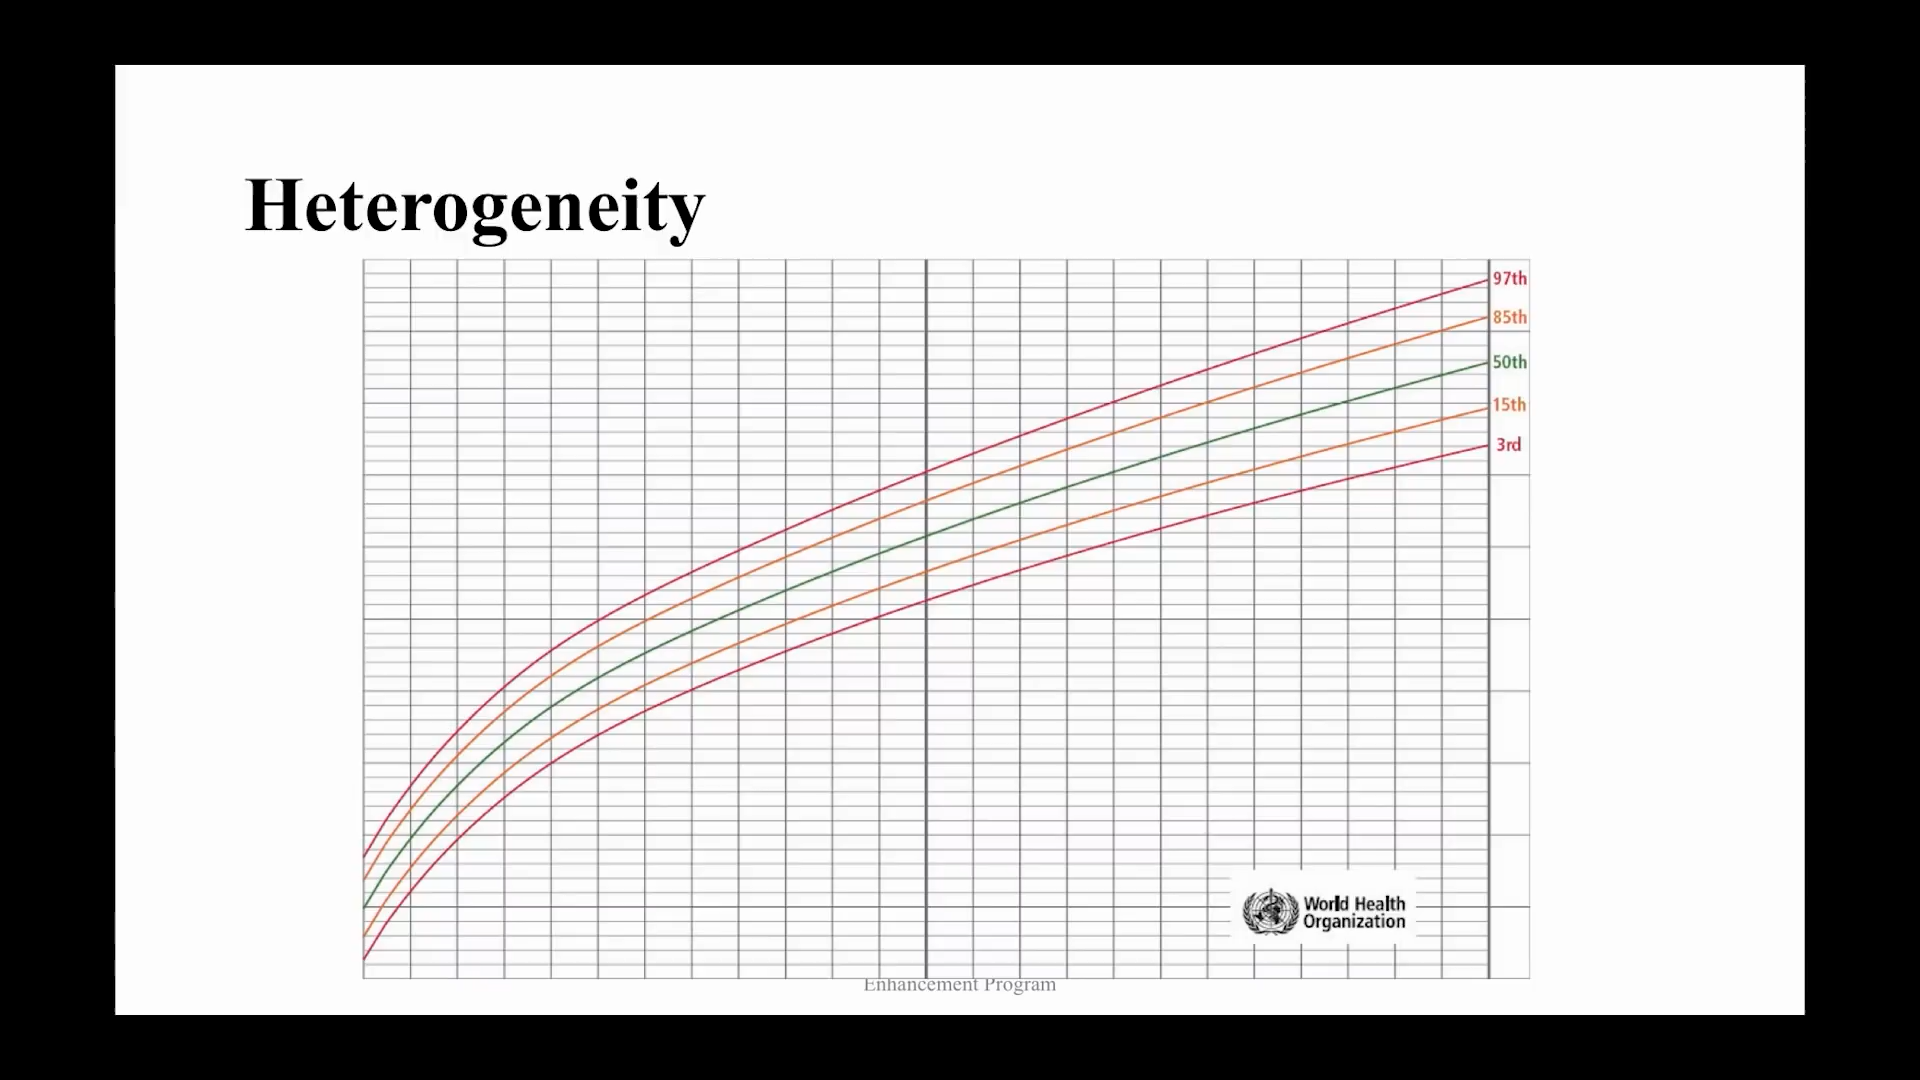 Heterogeneity
97th
85th
50th
15th
3rd
World Health
Organization
Enhancement Program